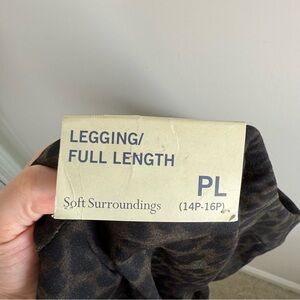 LEGGING/
FULL LENGTH
PL
Soft Surroundings (14P-16P)